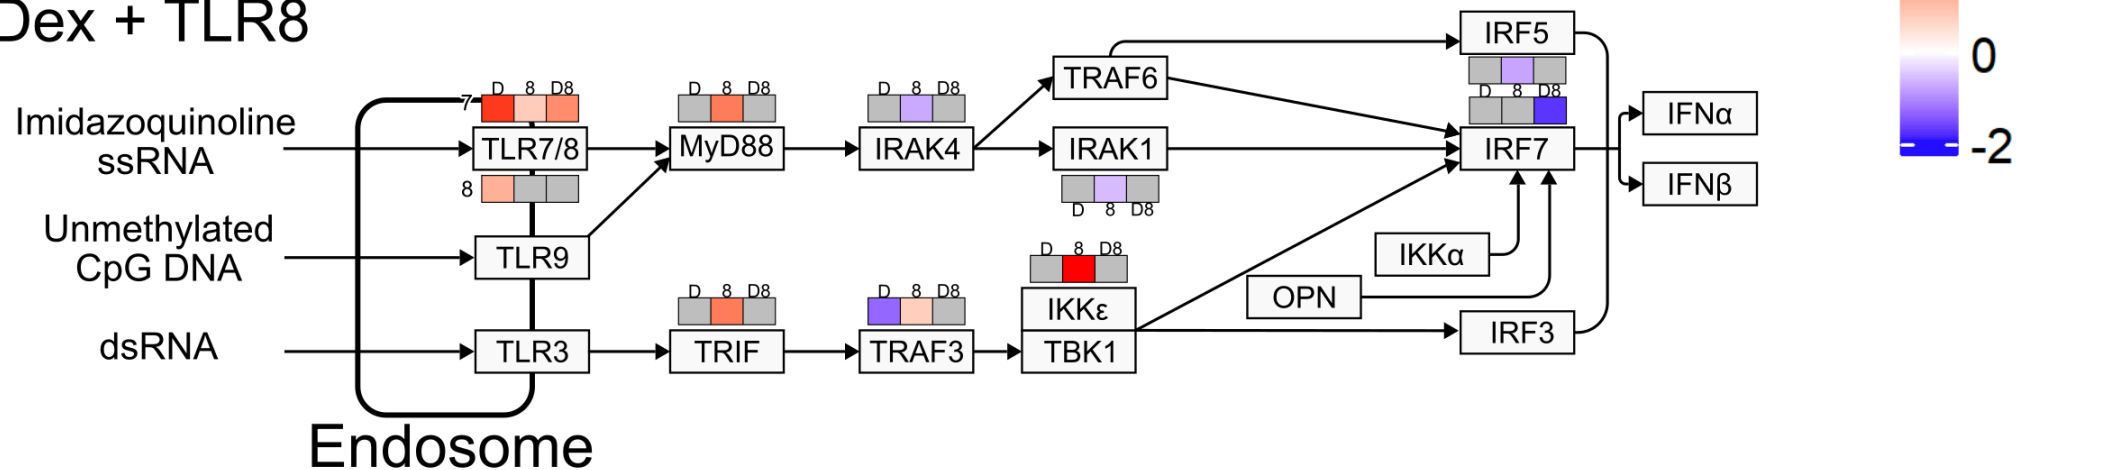 Dex + TLR8
IRF5
0
TRAF6
D 8 D8
7
D 8 D8
D 8 D8
D 8 D8
IFNα
Imidazoquinoline
ssRNA
TLR7/8
MyD88
IRAK4
IRAK1
IRF7
-2
8
IFNβ
D 8 D8
Unmethylated
CpG DNA
TLR9
D 8 D8
IKKα
D 8 D8
D 8 D8
IKKε
OPN
dsRNA
TLR3
TRIF
TRAF3
TBK1
IRF3
Endosome